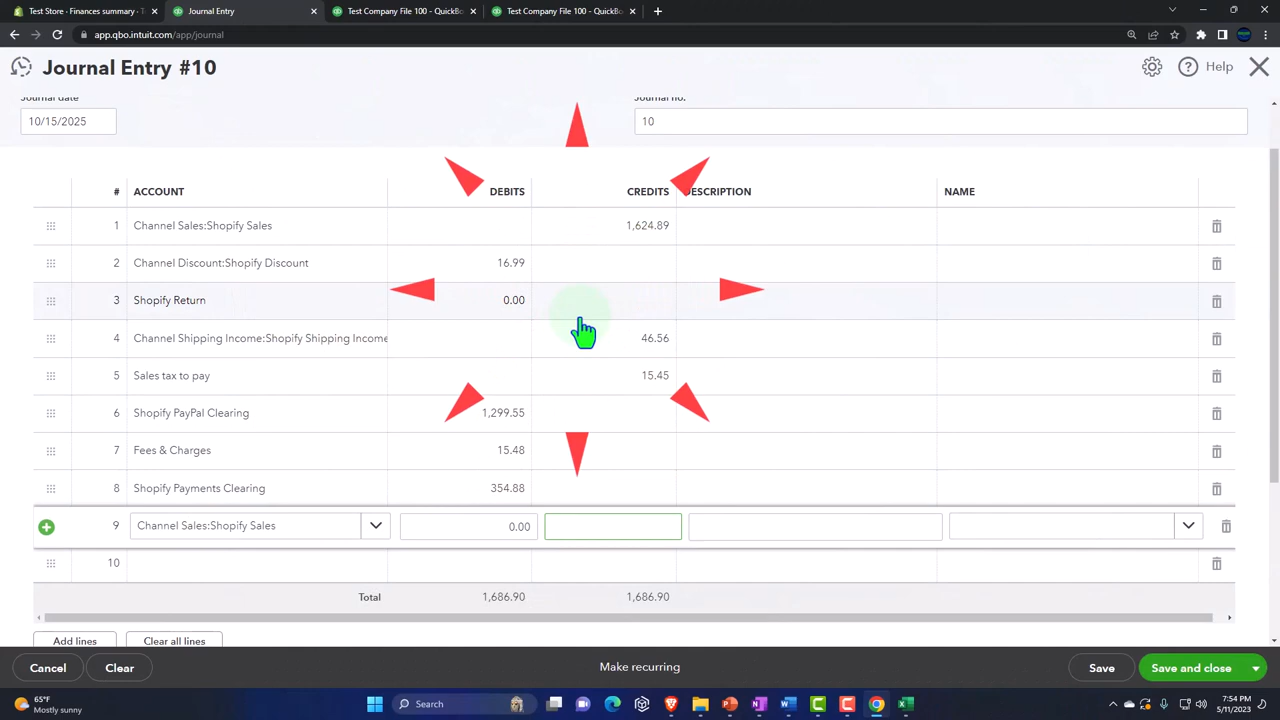 Test Store - Finances summary - T
Journal Entry
Test Company File 100 - QuickBo
Test Company File 100 - QuickBo
app.qbo.intuit.com/app/journal
Journal Entry #10
Help
Journal date
Journal no.
10/15/2025
10
# ACCOUNT DEBITS CREDITS DESCRIPTION NAME
1 Channel Sales:Shopify Sales 1,624.89
2 Channel Discount:Shopify Discount 16.99
3 Shopify Return 0.00
4 Channel Shipping Income:Shopify Shipping Income 46.56
5 Sales tax to pay 15.45
6 Shopify PayPal Clearing 1,299.55
7 Fees & Charges 15.48
8 Shopify Payments Clearing 354.88
9 Channel Sales:Shopify Sales 0.00
10
Total 1,686.90 1,686.90
Add lines Clear all lines
Cancel Clear Make recurring Save Save and close
65°F
Mostly sunny
Search
7:54 PM
5/11/2023